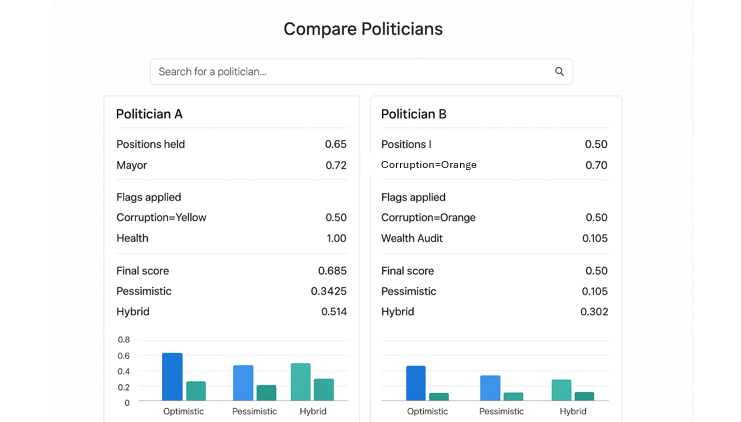 Compare Politicians
Search for a politician...
Politician A
Positions held 0.65
Mayor 0.72
Flags applied
Corruption=Yellow 0.50
Health 1.00
Final score 0.685
Pessimistic 0.3425
Hybrid 0.514
0.8
0.6
0.4
0.2
0
Optimistic Pessimistic Hybrid
Politician B
Positions l 0.50
Corruption=Orange 0.70
Flags applied
Corruption=Orange 0.50
Wealth Audit 0.105
Final score 0.50
Pessimistic 0.105
Hybrid 0.302
Optimistic Pessimistic Hybrid